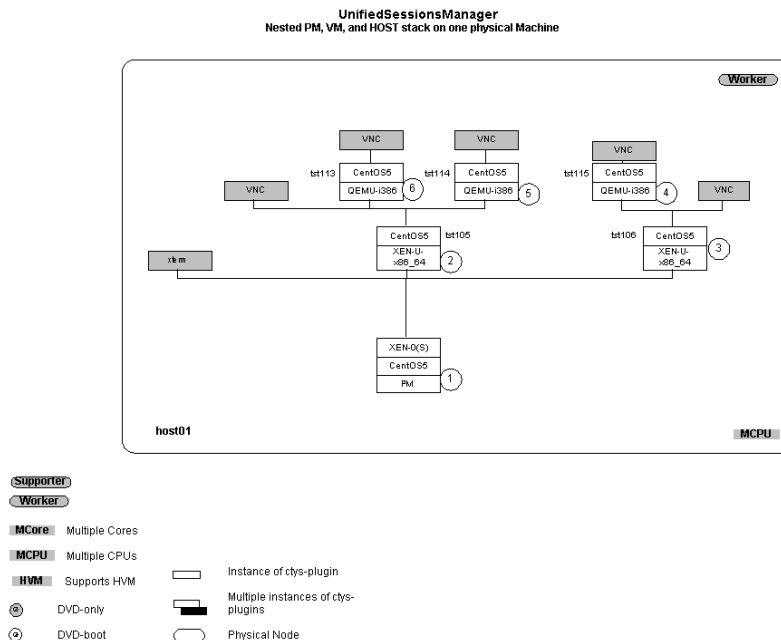 UnifiedSessionsManager
Nested PM, VM, and HOST stack on one physical Machine
Worker
VNC
VNC
VNC
tst113
CentOS5
tst114
CentOS5
tst115
CentOS5
VNC
QEMU-i386
6
QEMU-i386
5
QEMU-i386
4
VNC
CentOS5
tst105
tst106
CentOS5
XEN-U-
x86_64
2
XEN-U-
x86_64
3
xterm
XEN-0(S)
CentOS5
PM
1
host01
MCPU
Supporter
Worker
MCore Multiple Cores
MCPU Multiple CPUs
HVM Supports HVM
DVD-only
DVD-boot
Instance of ctys-plugin
Multiple instances of ctys-
plugins
Physical Node